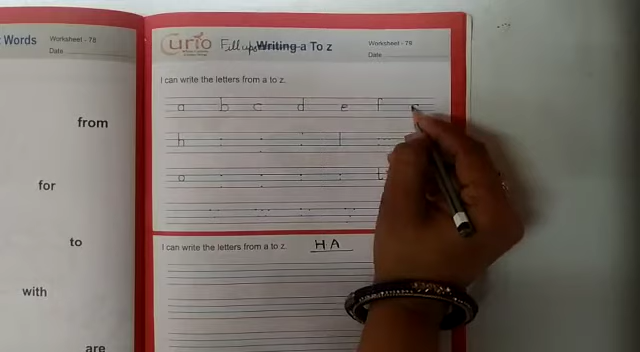 Words
Worksheet - 78
Date
from
for
to
with
are
Curio
Fill ups Writing a To z
Worksheet - 79
Date
I can write the letters from a to z.
a b c d e f
h l
o t
I can write the letters from a to z. H A